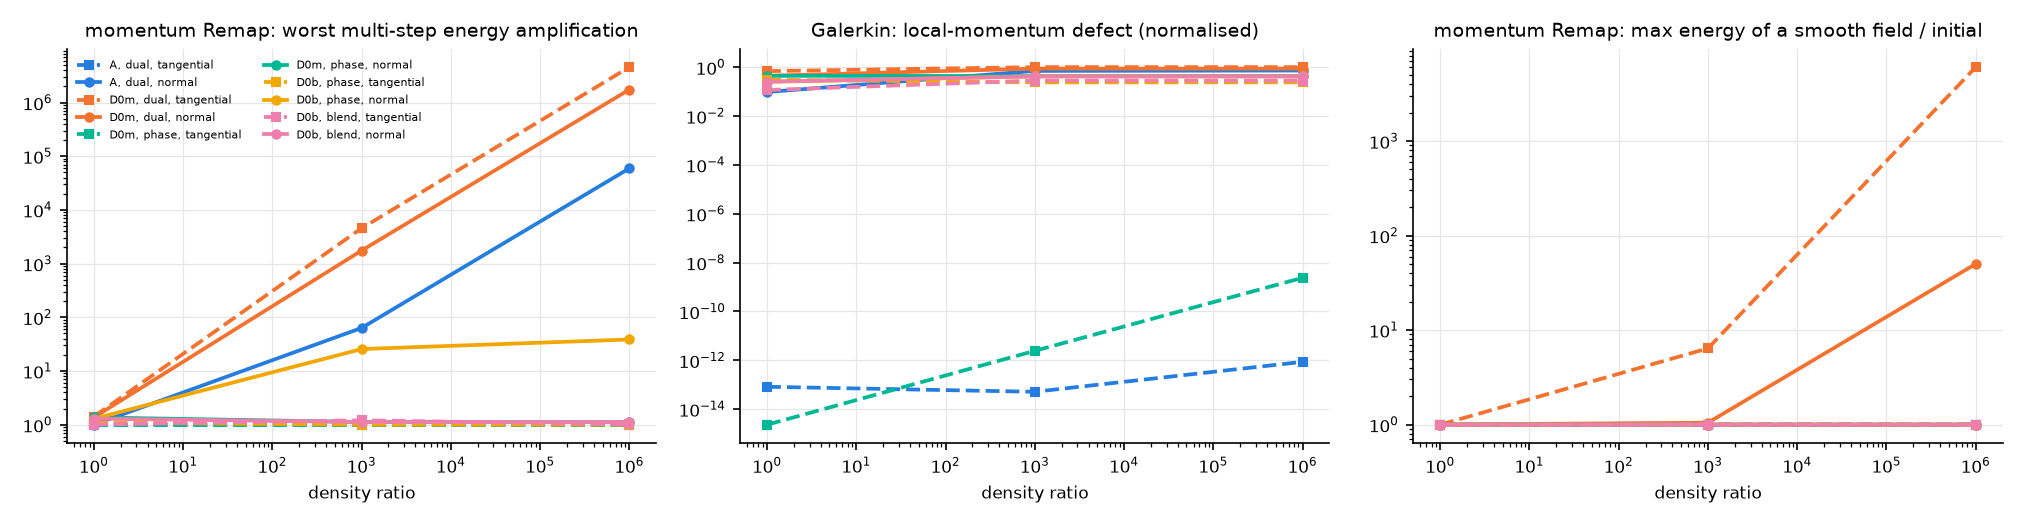 momentum Remap: worst multi-step energy amplification
A, dual, tangential
A, dual, normal
D0m, dual, tangential
D0m, dual, normal
D0m, phase, tangential
D0m, phase, normal
D0b, phase, tangential
D0b, phase, normal
D0b, blend, tangential
D0b, blend, normal
10⁶
10⁵
10⁴
10³
10²
10¹
10⁰
10⁰ 10¹ 10² 10³ 10⁴ 10⁵ 10⁶
density ratio
Galerkin: local-momentum defect (normalised)
10⁰
10⁻²
10⁻⁴
10⁻⁶
10⁻⁸
10⁻¹⁰
10⁻¹²
10⁻¹⁴
10⁰ 10¹ 10² 10³ 10⁴ 10⁵ 10⁶
density ratio
momentum Remap: max energy of a smooth field / initial
10³
10²
10¹
10⁰
10⁰ 10¹ 10² 10³ 10⁴ 10⁵ 10⁶
density ratio